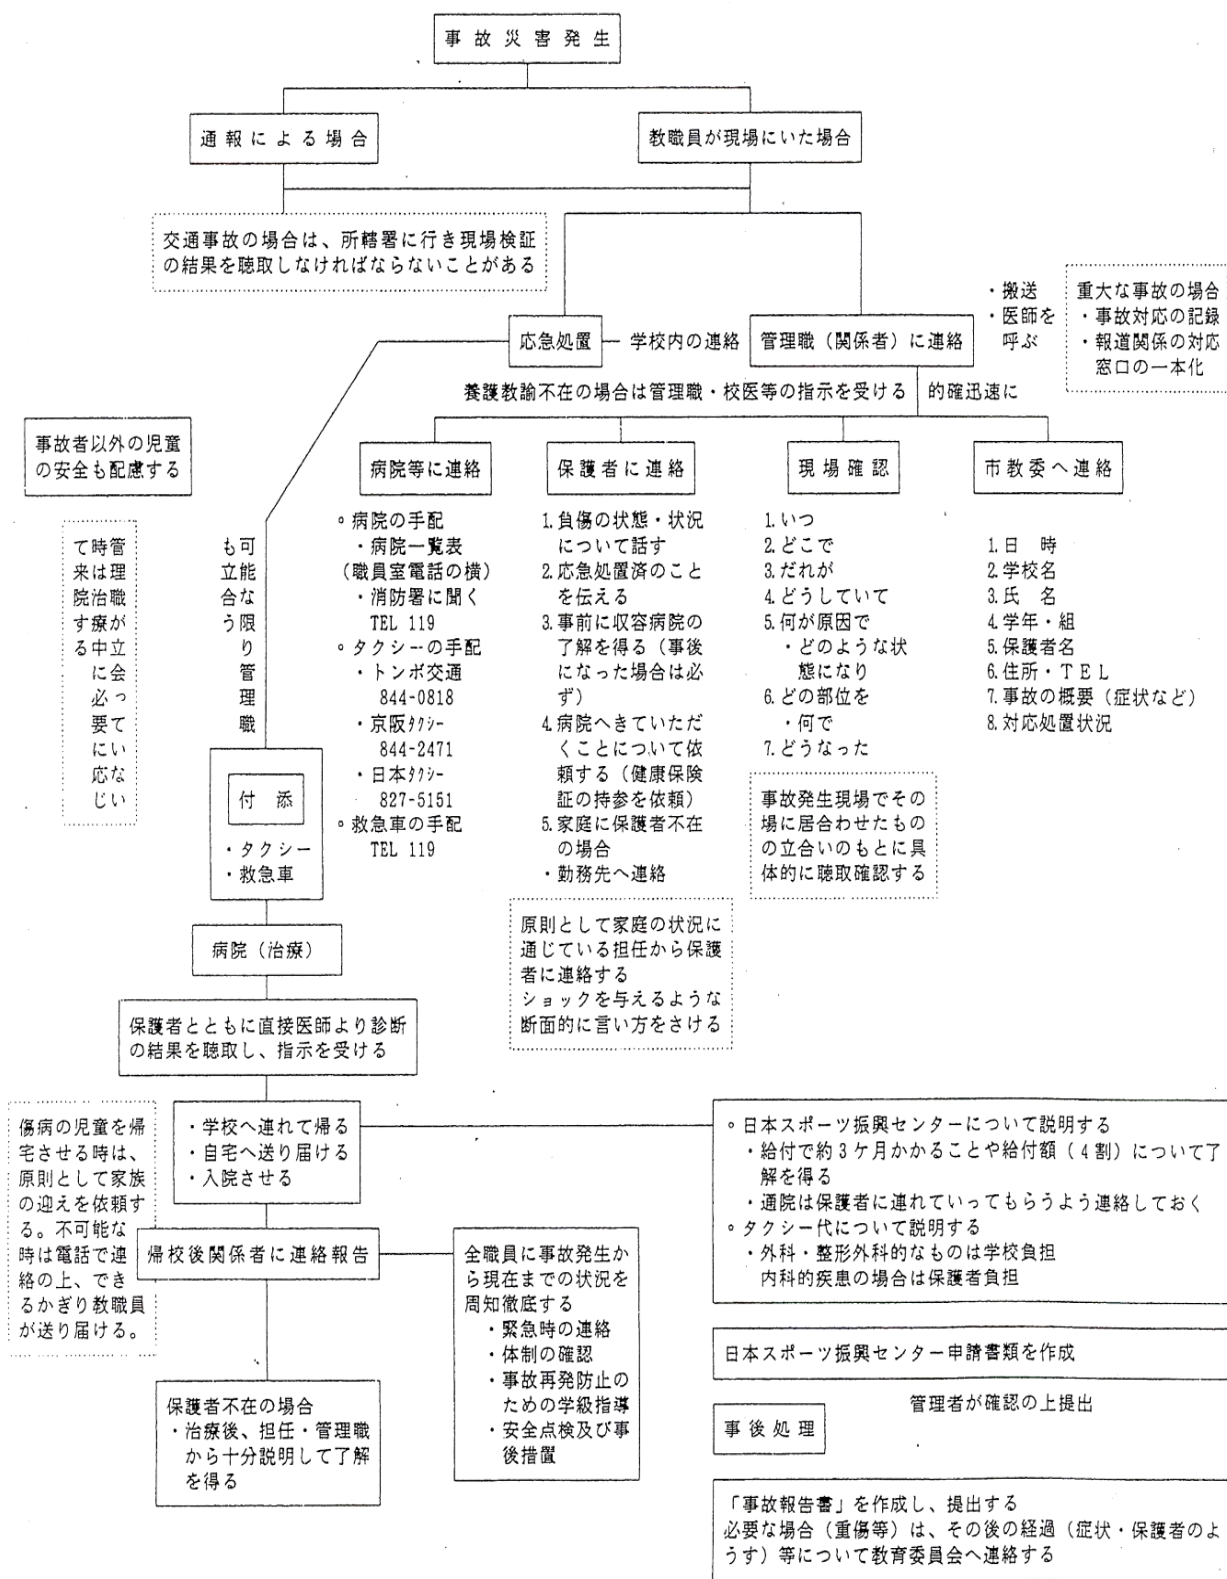 事故災害発生
通報による場合
教職員が現場にいた場合
交通事故の場合は、所轄署に行き現場検証
の結果を聴取しなければならないことがある
・搬送
・医師を
呼ぶ
重大な事故の場合
・事故対応の記録
・報道関係の対応
窓口の一本化
応急処置
学校内の連絡
管理職（関係者）に連絡
養護教諭不在の場合は管理職・校医等の指示を受ける
的確迅速に
事故者以外の児童
の安全も配慮する
病院等に連絡
保護者に連絡
現場確認
市教委へ連絡
管理職が立会っていない
時は治療中に必要に応じ
て来院する
可能な限り管理職
も立合う
。病院の手配
・病院一覧表
（職員室電話の横）
・消防署に聞く
TEL 119
。タクシーの手配
・トンボ交通
844-0818
・京阪ﾀｸｼｰ
844-2471
・日本ﾀｸｼｰ
827-5151
。救急車の手配
TEL 119
1.負傷の状態・状況
について話す
2.応急処置済のこと
を伝える
3.事前に収容病院の
了解を得る（事後
になった場合は必
ず）
4.病院へきていただ
くことについて依
頼する（健康保険
証の持参を依頼）
5.家庭に保護者不在
の場合
・勤務先へ連絡
原則として家庭の状況に
通じている担任から保護
者に連絡する
ショックを与えるような
断面的に言い方をさける
1.いつ
2.どこで
3.だれが
4.どうしていて
5.何が原因で
・どのような状
態になり
6.どの部位を
・何で
7.どうなった
事故発生現場でその
場に居合わせたもの
の立合いのもとに具
体的に聴取確認する
1.日　時
2.学校名
3.氏　名
4.学年・組
5.保護者名
6.住所・ＴＥＬ
7.事故の概要（症状など）
8.対応処置状況
付添
・タクシー
・救急車
病院（治療）
保護者とともに直接医師より診断
の結果を聴取し、指示を受ける
傷病の児童を帰
宅させる時は、
原則として家族
の迎えを依頼す
る。不可能な
時は電話で連
絡の上、でき
るかぎり教職員
が送り届ける。
・学校へ連れて帰る
・自宅へ送り届ける
・入院させる
帰校後関係者に連絡報告
保護者不在の場合
・治療後、担任・管理職
から十分説明して了解
を得る
全職員に事故発生か
ら現在までの状況を
周知徹底する
・緊急時の連絡
・体制の確認
・事故再発防止の
ための学級指導
・安全点検及び事
後措置
。日本スポーツ振興センターについて説明する
・給付で約３ケ月かかることや給付額（４割）について了
解を得る
・通院は保護者に連れていってもらうよう連絡しておく
。タクシー代について説明する
・外科・整形外科的なものは学校負担
内科的疾患の場合は保護者負担
日本スポーツ振興センター申請書類を作成
管理者が確認の上提出
事後処理
「事故報告書」を作成し、提出する
必要な場合（重傷等）は、その後の経過（症状・保護者のよ
うす）等について教育委員会へ連絡する